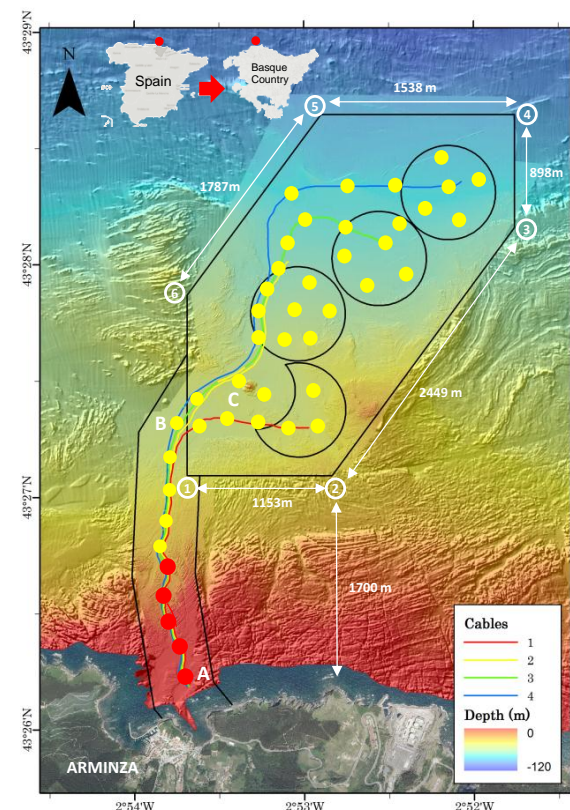 43°29'N
N
Spain
Basque
Country
5
1538 m
4
1787m
898m
3
43°28'N
6
C
B
1
1153m
2
2449 m
43°27'N
1700 m
Cables
1
2
3
4
Depth (m)
0
-120
A
43°26'N
ARMINZA
2°54'W
2°53'W
2°52'W